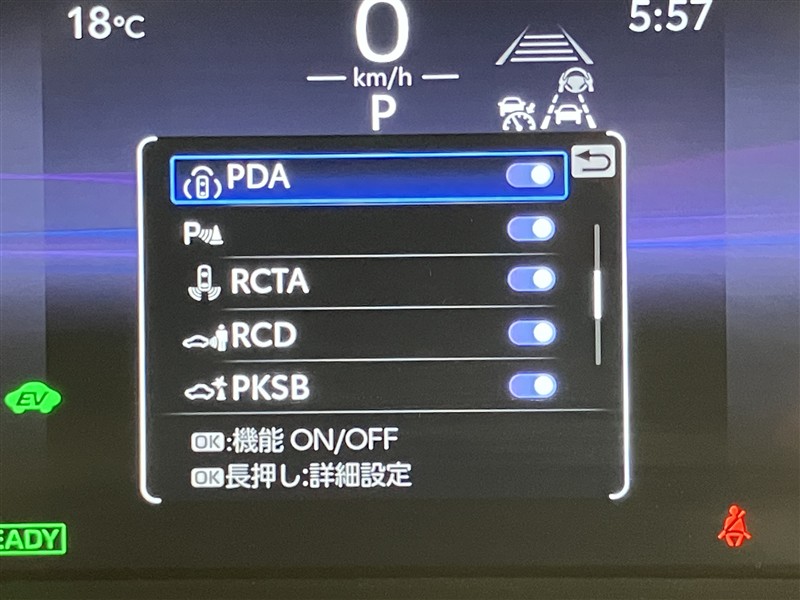 18℃
0
5:57
km/h
P
PDA
P
RCTA
RCD
PKSB
OK:機能 ON/OFF
OK長押し:詳細設定
EV
EADY